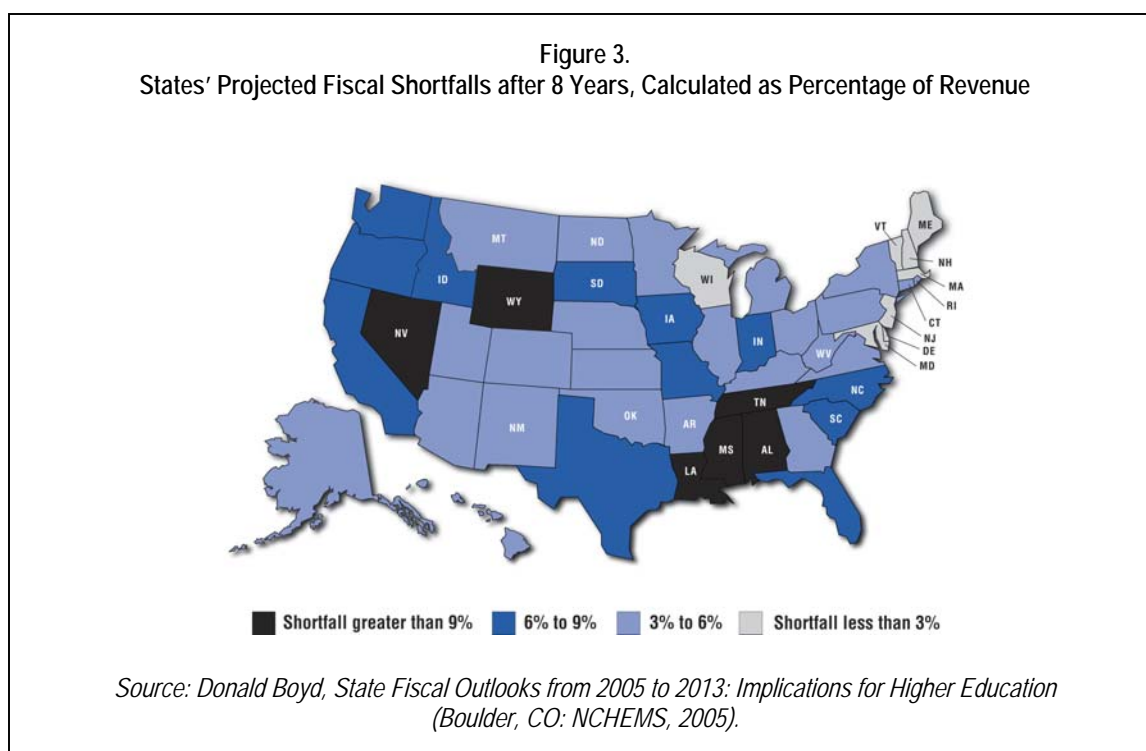 Figure 3.
States' Projected Fiscal Shortfalls after 8 Years, Calculated as Percentage of Revenue
VT
ME
MT
ND
NH
ID
SD
WI
MA
WY
RI
IA
CT
NV
IN
NJ
DE
WV
MD
NC
TN
NM
OK
AR
SC
MS
AL
LA
Shortfall greater than 9%
6% to 9%
3% to 6%
Shortfall less than 3%
Source: Donald Boyd, State Fiscal Outlooks from 2005 to 2013: Implications for Higher Education
(Boulder, CO: NCHEMS, 2005).